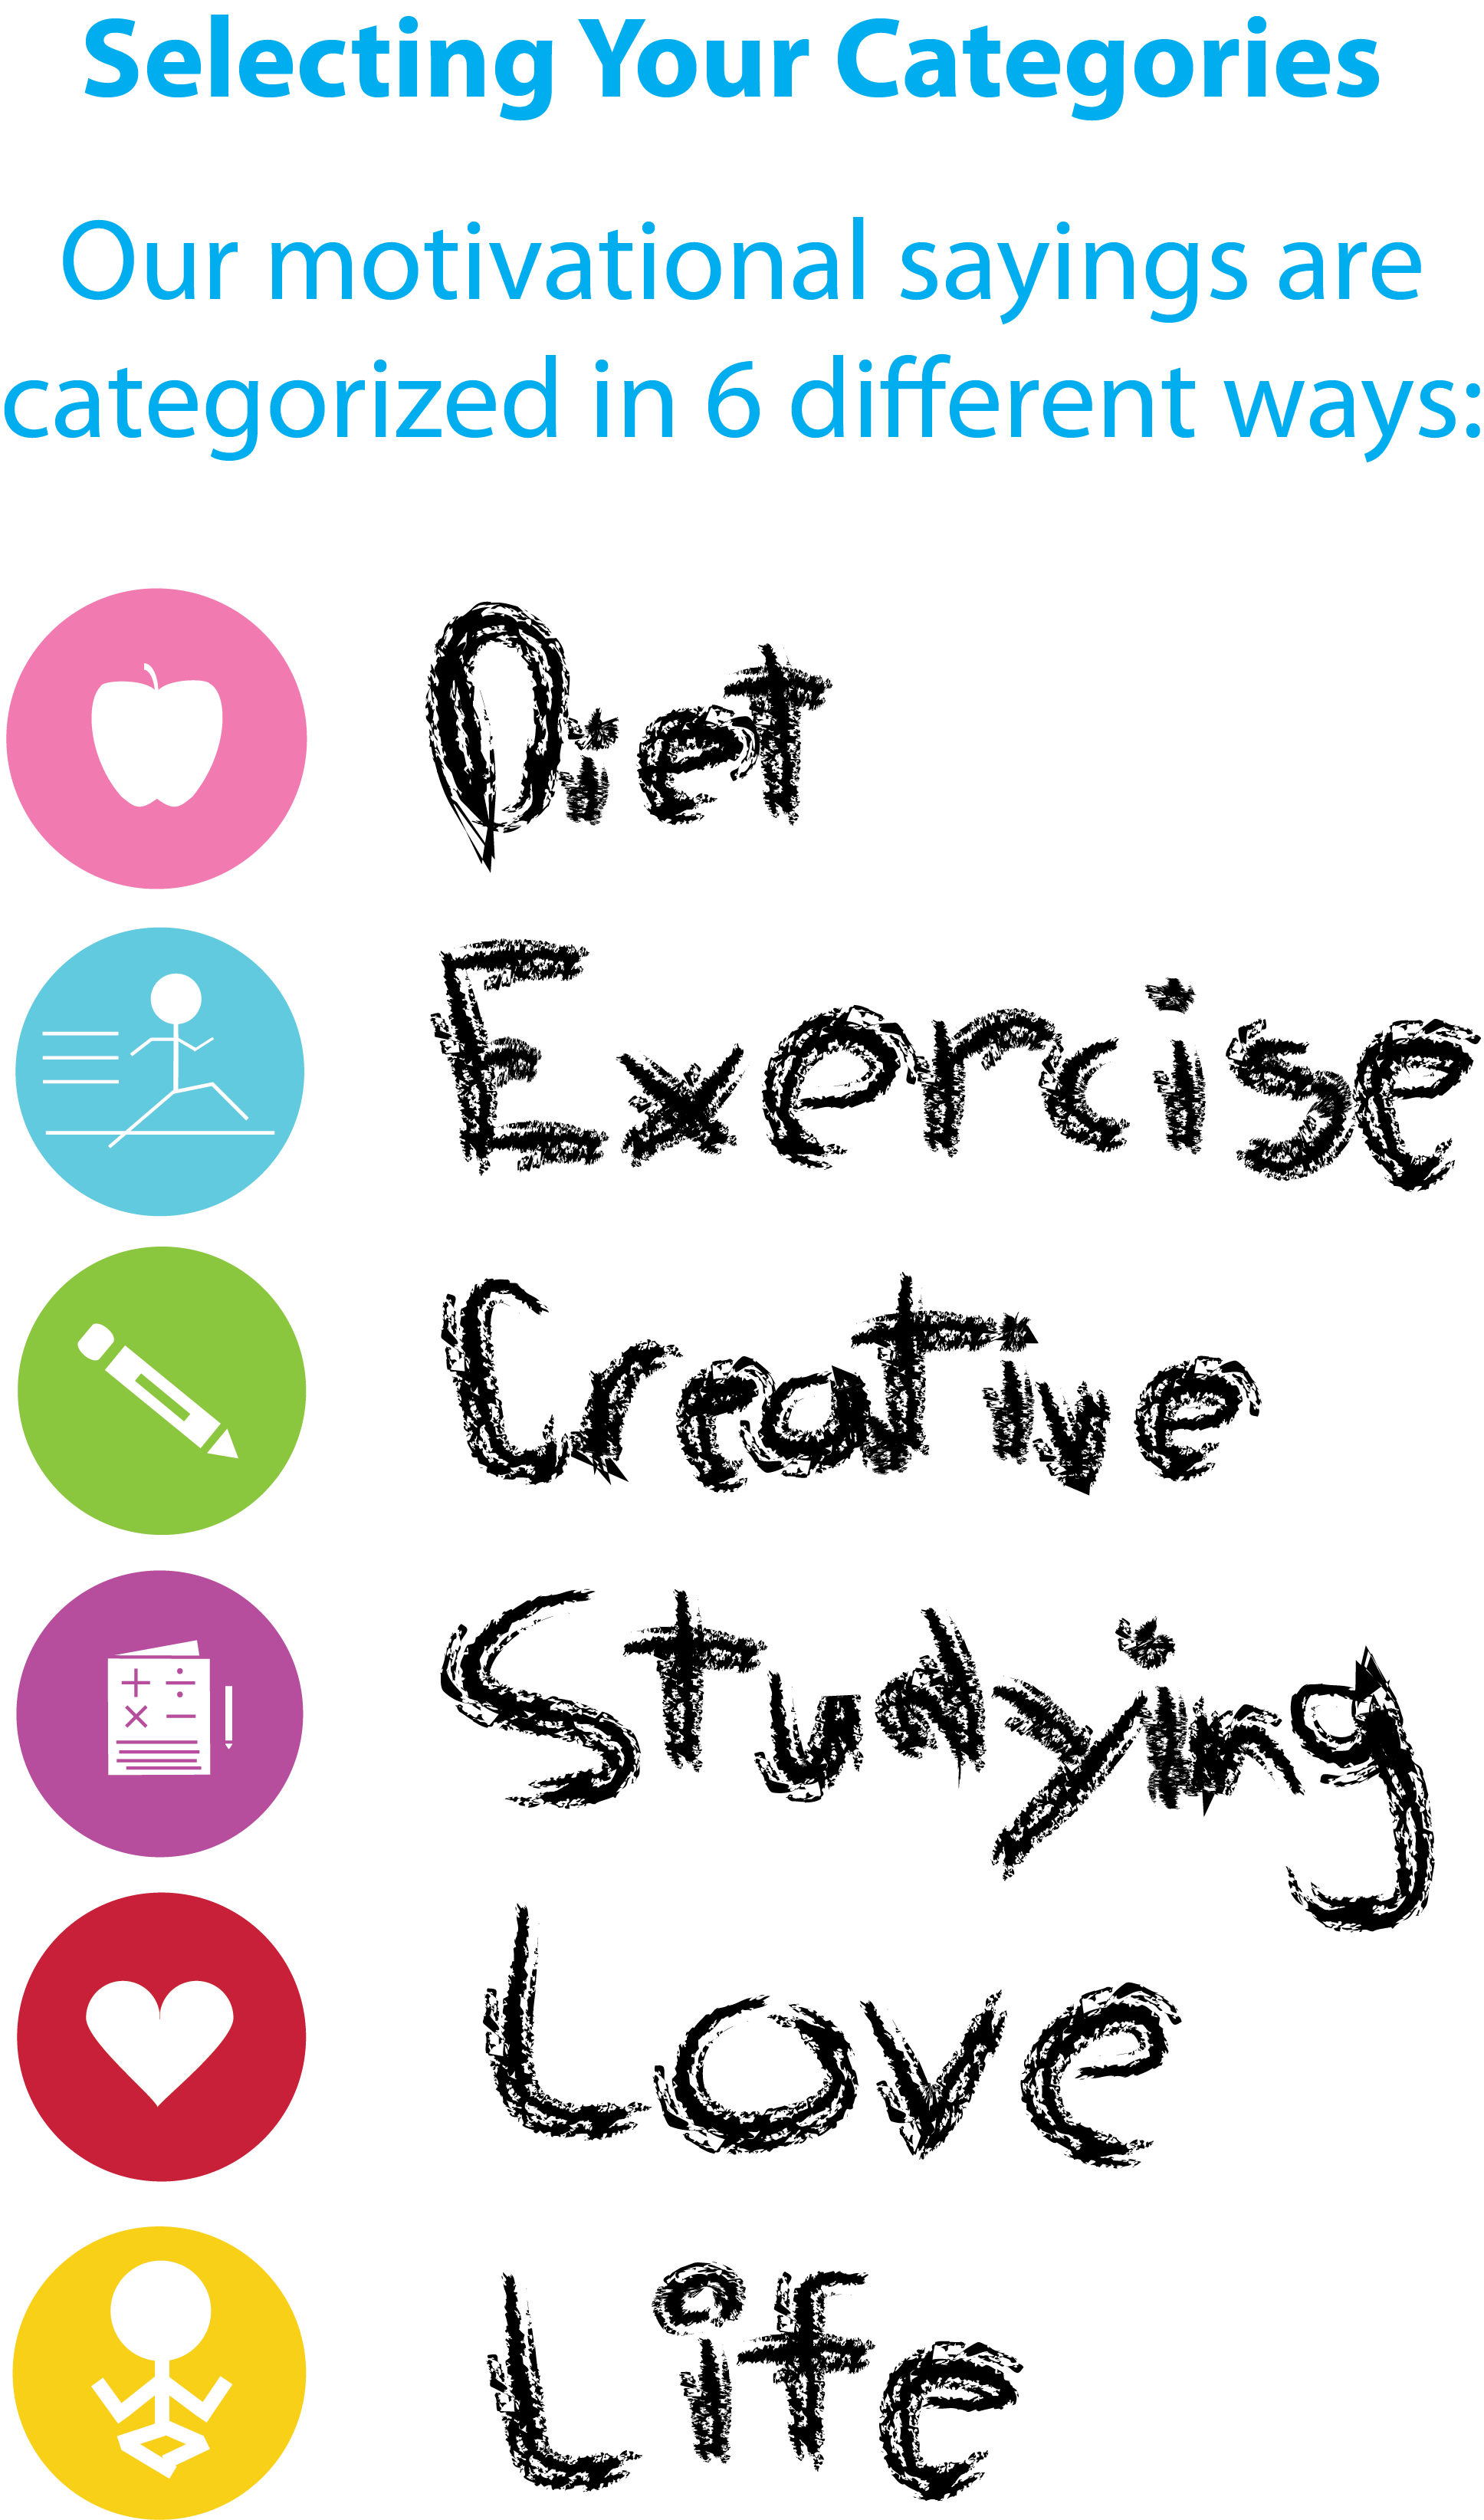 Selecting Your Categories
Our motivational sayings are
categorized in 6 different ways:
Diet
Exercise
Creative
Studying
Love
Life